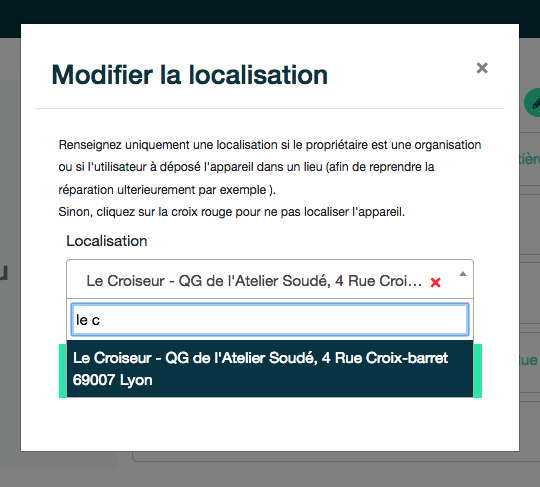 Modifier la localisation
×
Renseignez uniquement une localisation si le propriétaire est une organisation
ou si l'utilisateur à déposé l'appareil dans un lieu (afin de reprendre la
réparation ulterieurement par exemple ).
Sinon, cliquez sur la croix rouge pour ne pas localiser l'appareil.
Localisation
Le Croiseur - QG de l'Atelier Soudé, 4 Rue Croi...
le c
Le Croiseur - QG de l'Atelier Soudé, 4 Rue Croix-barret
69007 Lyon